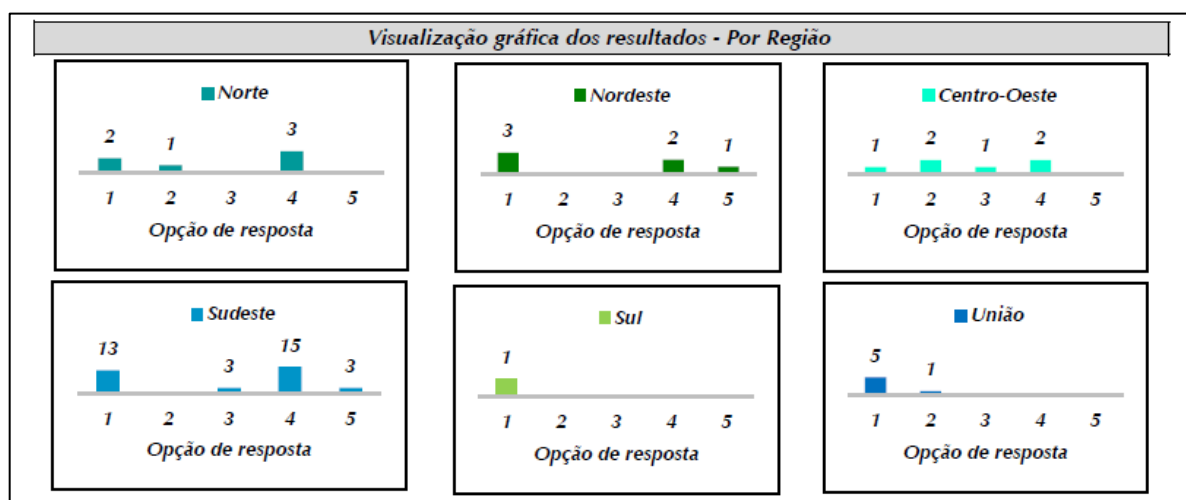 Visualização gráfica dos resultados - Por Região
Norte
2 1 3
1 2 3 4 5
Opção de resposta
Nordeste
3 2 1
1 2 3 4 5
Opção de resposta
Centro-Oeste
1 2 1 2
1 2 3 4 5
Opção de resposta
Sudeste
13 3 15 3
1 2 3 4 5
Opção de resposta
Sul
1
1 2 3 4 5
Opção de resposta
União
5 1
1 2 3 4 5
Opção de resposta